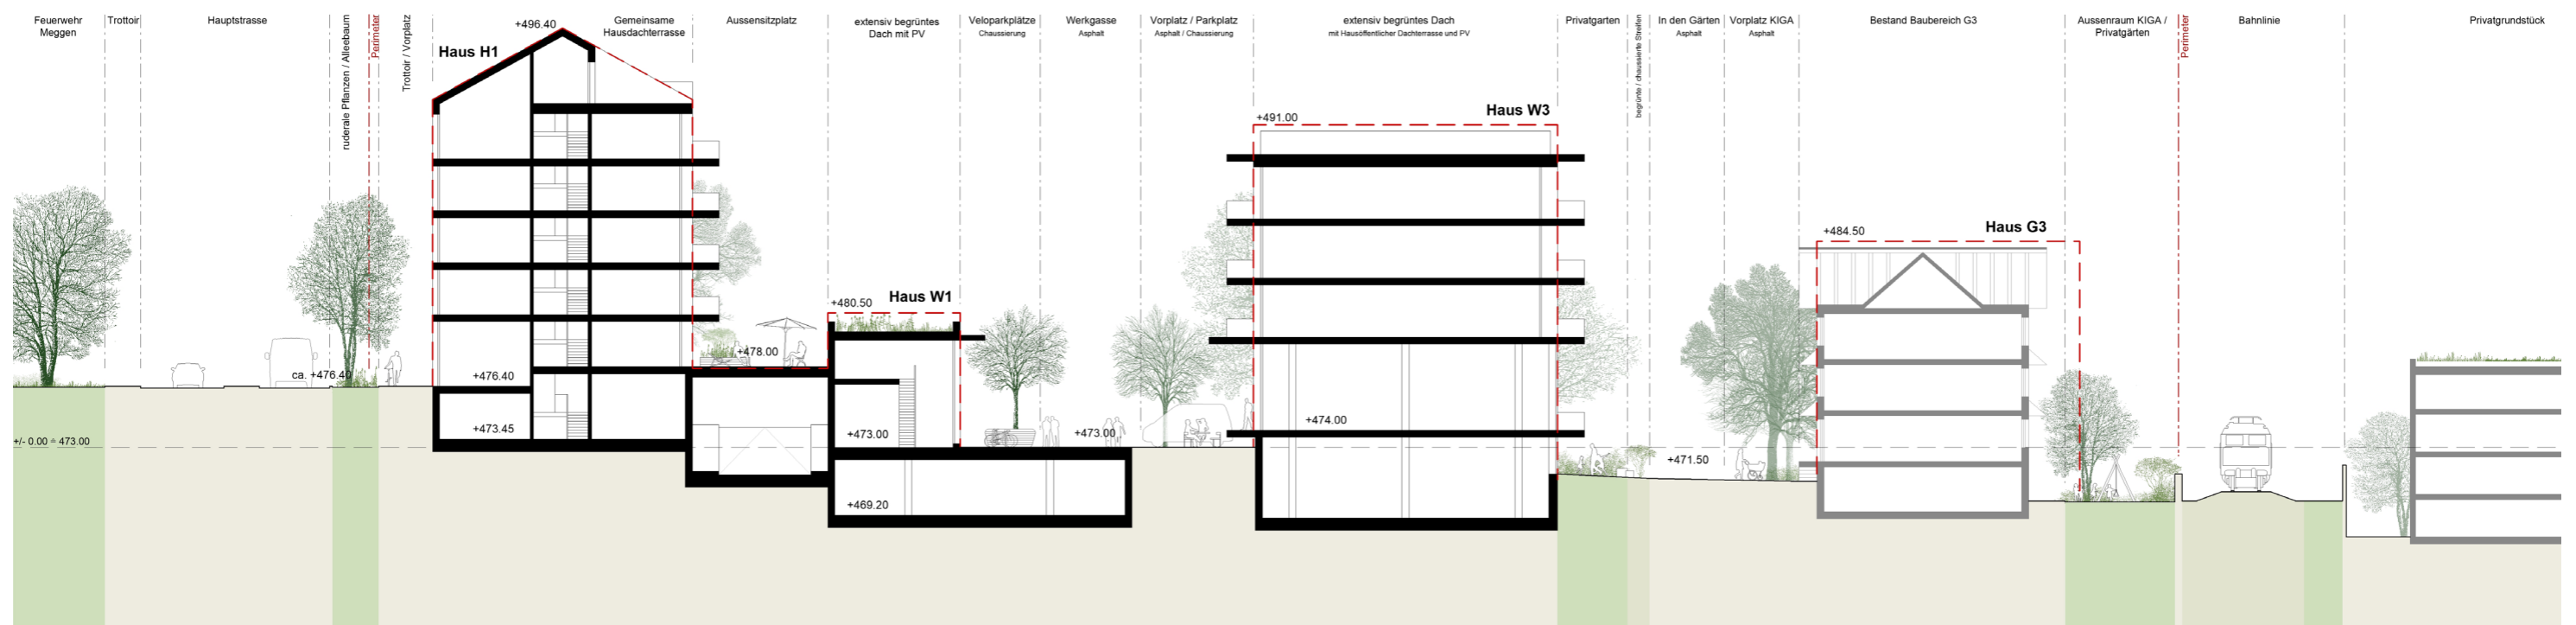 Feuerwehr
Meggen
Trottoir
Hauptstrasse
ruderale Pflanzen / Alleebaum
Perimeter
Trottoir / Vorplatz
+496.40
Haus H1
Gemeinsame
Hausdachterrasse
Aussensitzplatz
extensiv begrüntes
Dach mit PV
Veloparkplätze
Chaussierung
Werkgasse
Asphalt
Vorplatz / Parkplatz
Asphalt / Chaussierung
extensiv begrüntes Dach
mit Hausöffentlicher Dachterrasse und PV
Privatgarten
begrünte / chaussierte Streifen
In den Gärten
Asphalt
Vorplatz KIGA
Asphalt
Bestand Baubereich G3
Aussenraum KIGA /
Privatgärten
Perimeter
Bahnlinie
Privatgrundstück
Haus W3
+491.00
Haus G3
+484.50
Haus W1
+480.50
+478.00
ca. +476.40
+476.40
+474.00
+473.45
+473.00
+473.00
+/- 0.00 = 473.00
+471.50
+469.20